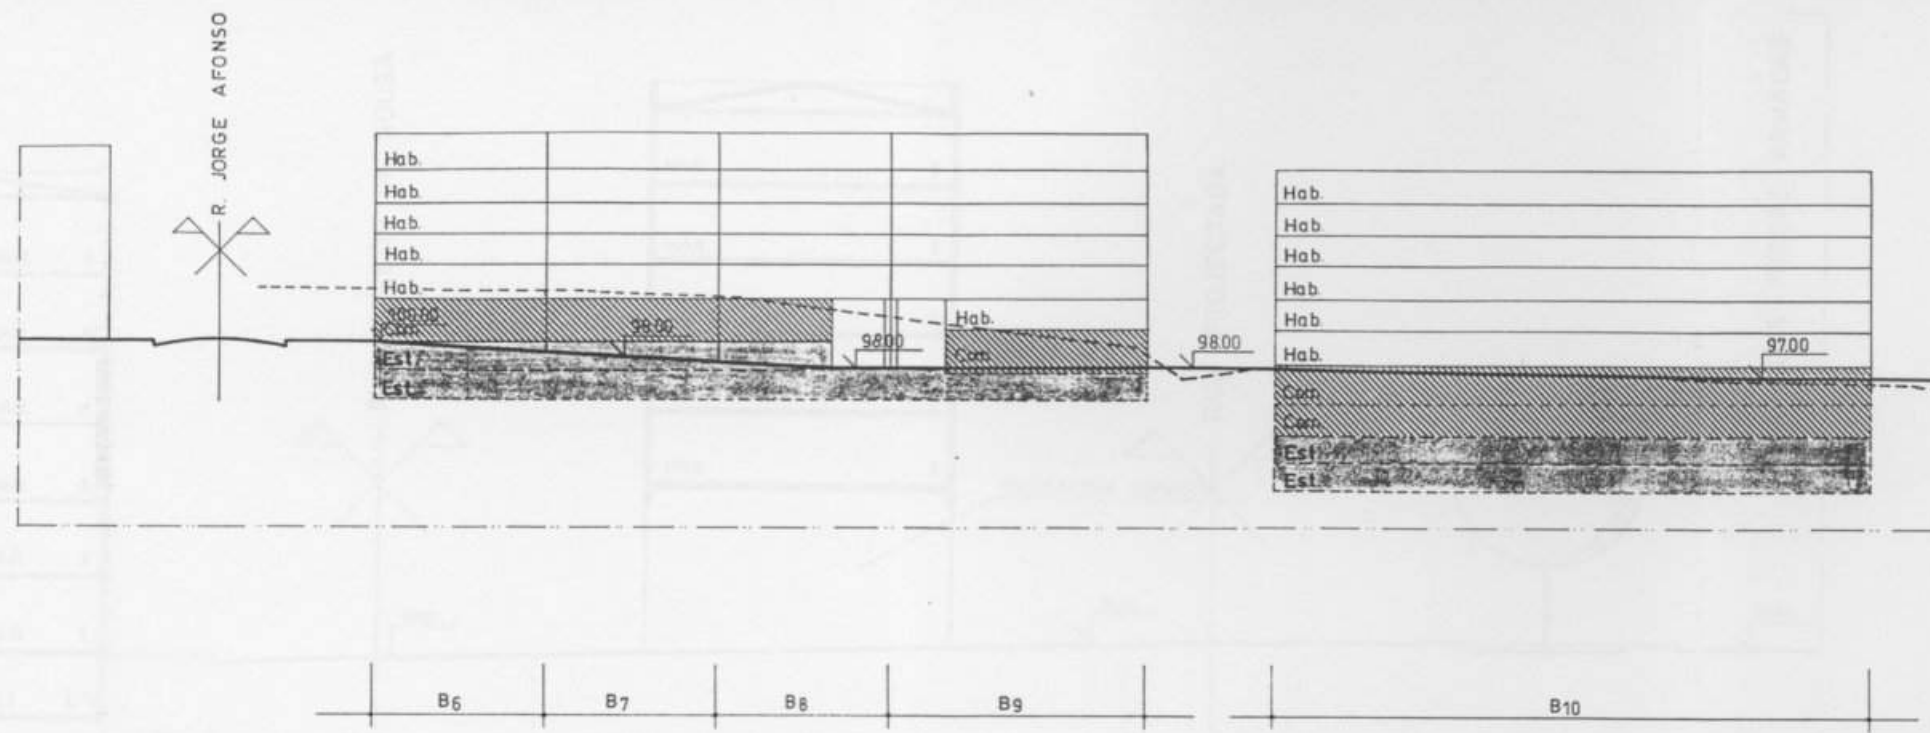 R. JORGE AFONSO
Hab.
Hab.
Hab.
Hab.
Hab.
100.00
Com.
99.00
Est.
Est.
98.00
Hab.
Com.
98.00
Hab.
Hab.
Hab.
Hab.
Hab.
Hab.
97.00
Com.
Com.
Est.
Est.
B6
B7
B8
B9
B10